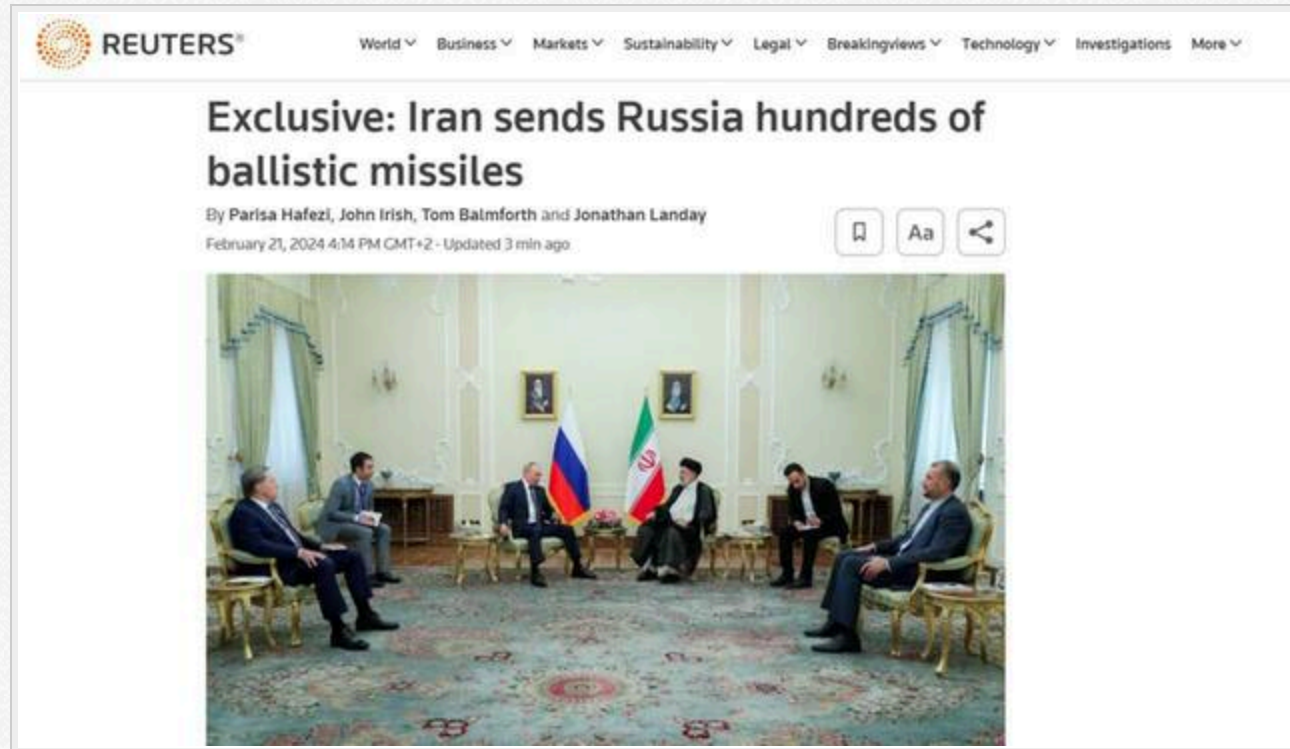 REUTERS®
World Business Markets Sustainability Legal Breakingviews Technology Investigations More
Exclusive: Iran sends Russia hundreds of
ballistic missiles
By Parisa Hafezi, John Irish, Tom Balmforth and Jonathan Landay
February 21, 2024 4:14 PM GMT+2 · Updated 3 min ago
Aa